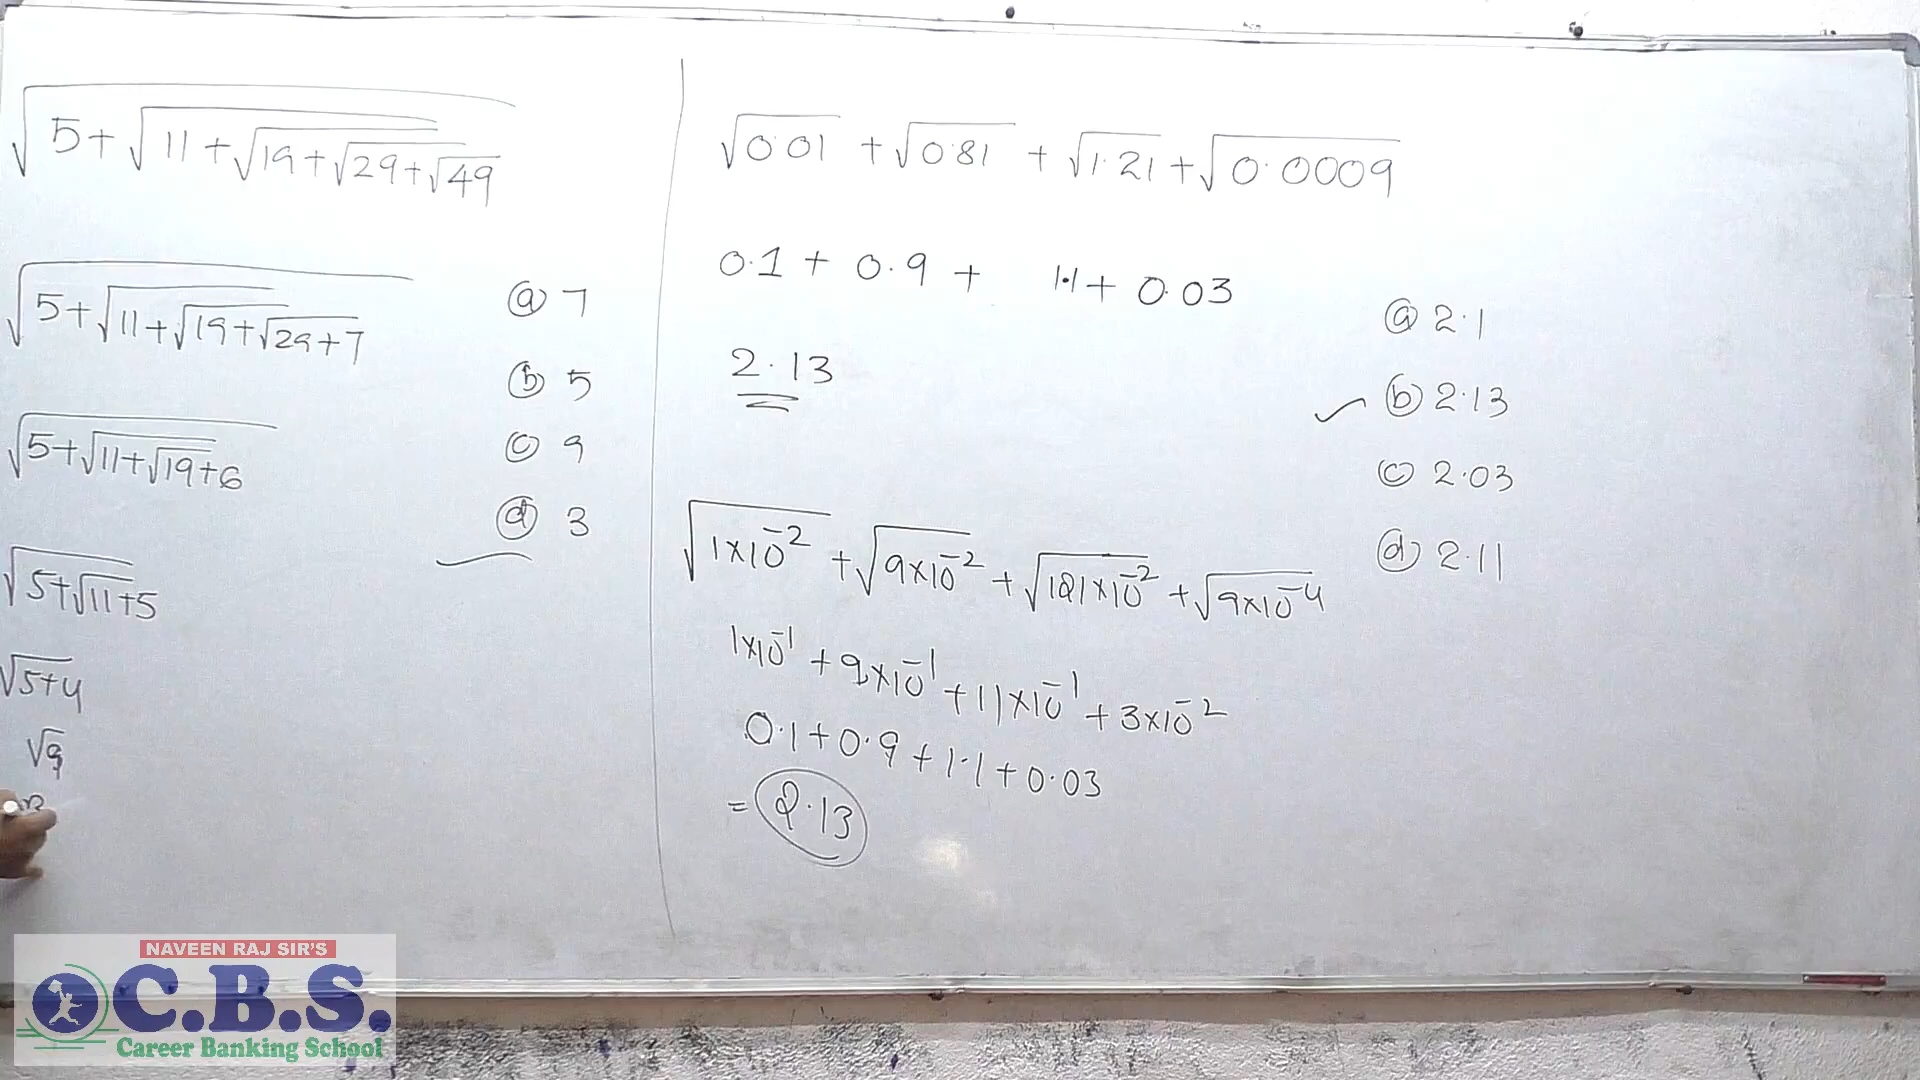 √5+√11+√19+√29+√49
√5+√11+√19+√29+7
√5+√11+√19+6
√5+√11+5
√5+4
√9
3
ⓐ 7
ⓑ 5
ⓒ 9
ⓓ 3
√0.01 + √0.81 + √1.21 + √0.0009
0.1 + 0.9 + 1.1 + 0.03
2.13
ⓐ 2.1
✓ ⓑ 2.13
ⓒ 2.03
ⓓ 2.11
√1×10⁻² + √9×10⁻² + √121×10⁻² + √9×10⁻⁴
1×10⁻¹ + 9×10⁻¹ + 11×10⁻¹ + 3×10⁻²
0.1+0.9+1.1+0.03
= 2.13
NAVEEN RAJ SIR'S
C.B.S.
Career Banking School